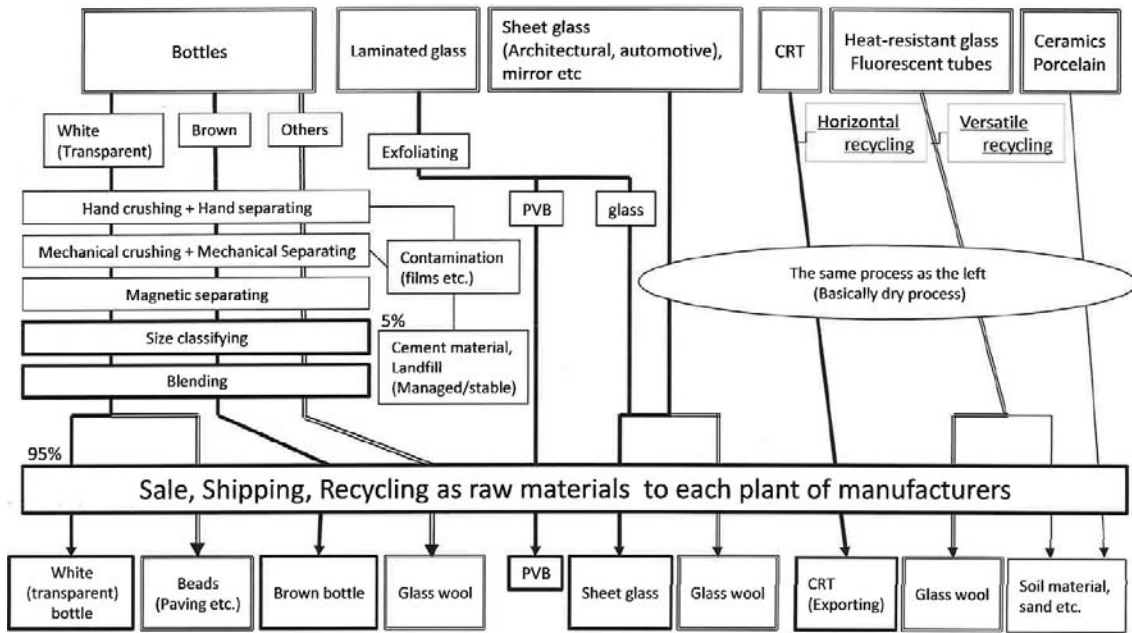 Bottles
Laminated glass
Sheet glass
(Architectural, automotive),
mirror etc
CRT
Heat-resistant glass
Fluorescent tubes
Ceramics
Porcelain
White
(Transparent)
Brown
Others
Exfoliating
Horizontal
recycling
Versatile
recycling
PVB
glass
Hand crushing + Hand separating
Mechanical crushing + Mechanical Separating
Contamination
(films etc.)
The same process as the left
(Basically dry process)
Magnetic separating
5%
Size classifying
Cement material,
Landfill
(Managed/stable)
Blending
95%
Sale, Shipping, Recycling as raw materials to each plant of manufacturers
White
(transparent)
bottle
Beads
(Paving etc.)
Brown bottle
Glass wool
PVB
Sheet glass
Glass wool
CRT
(Exporting)
Glass wool
Soil material,
sand etc.